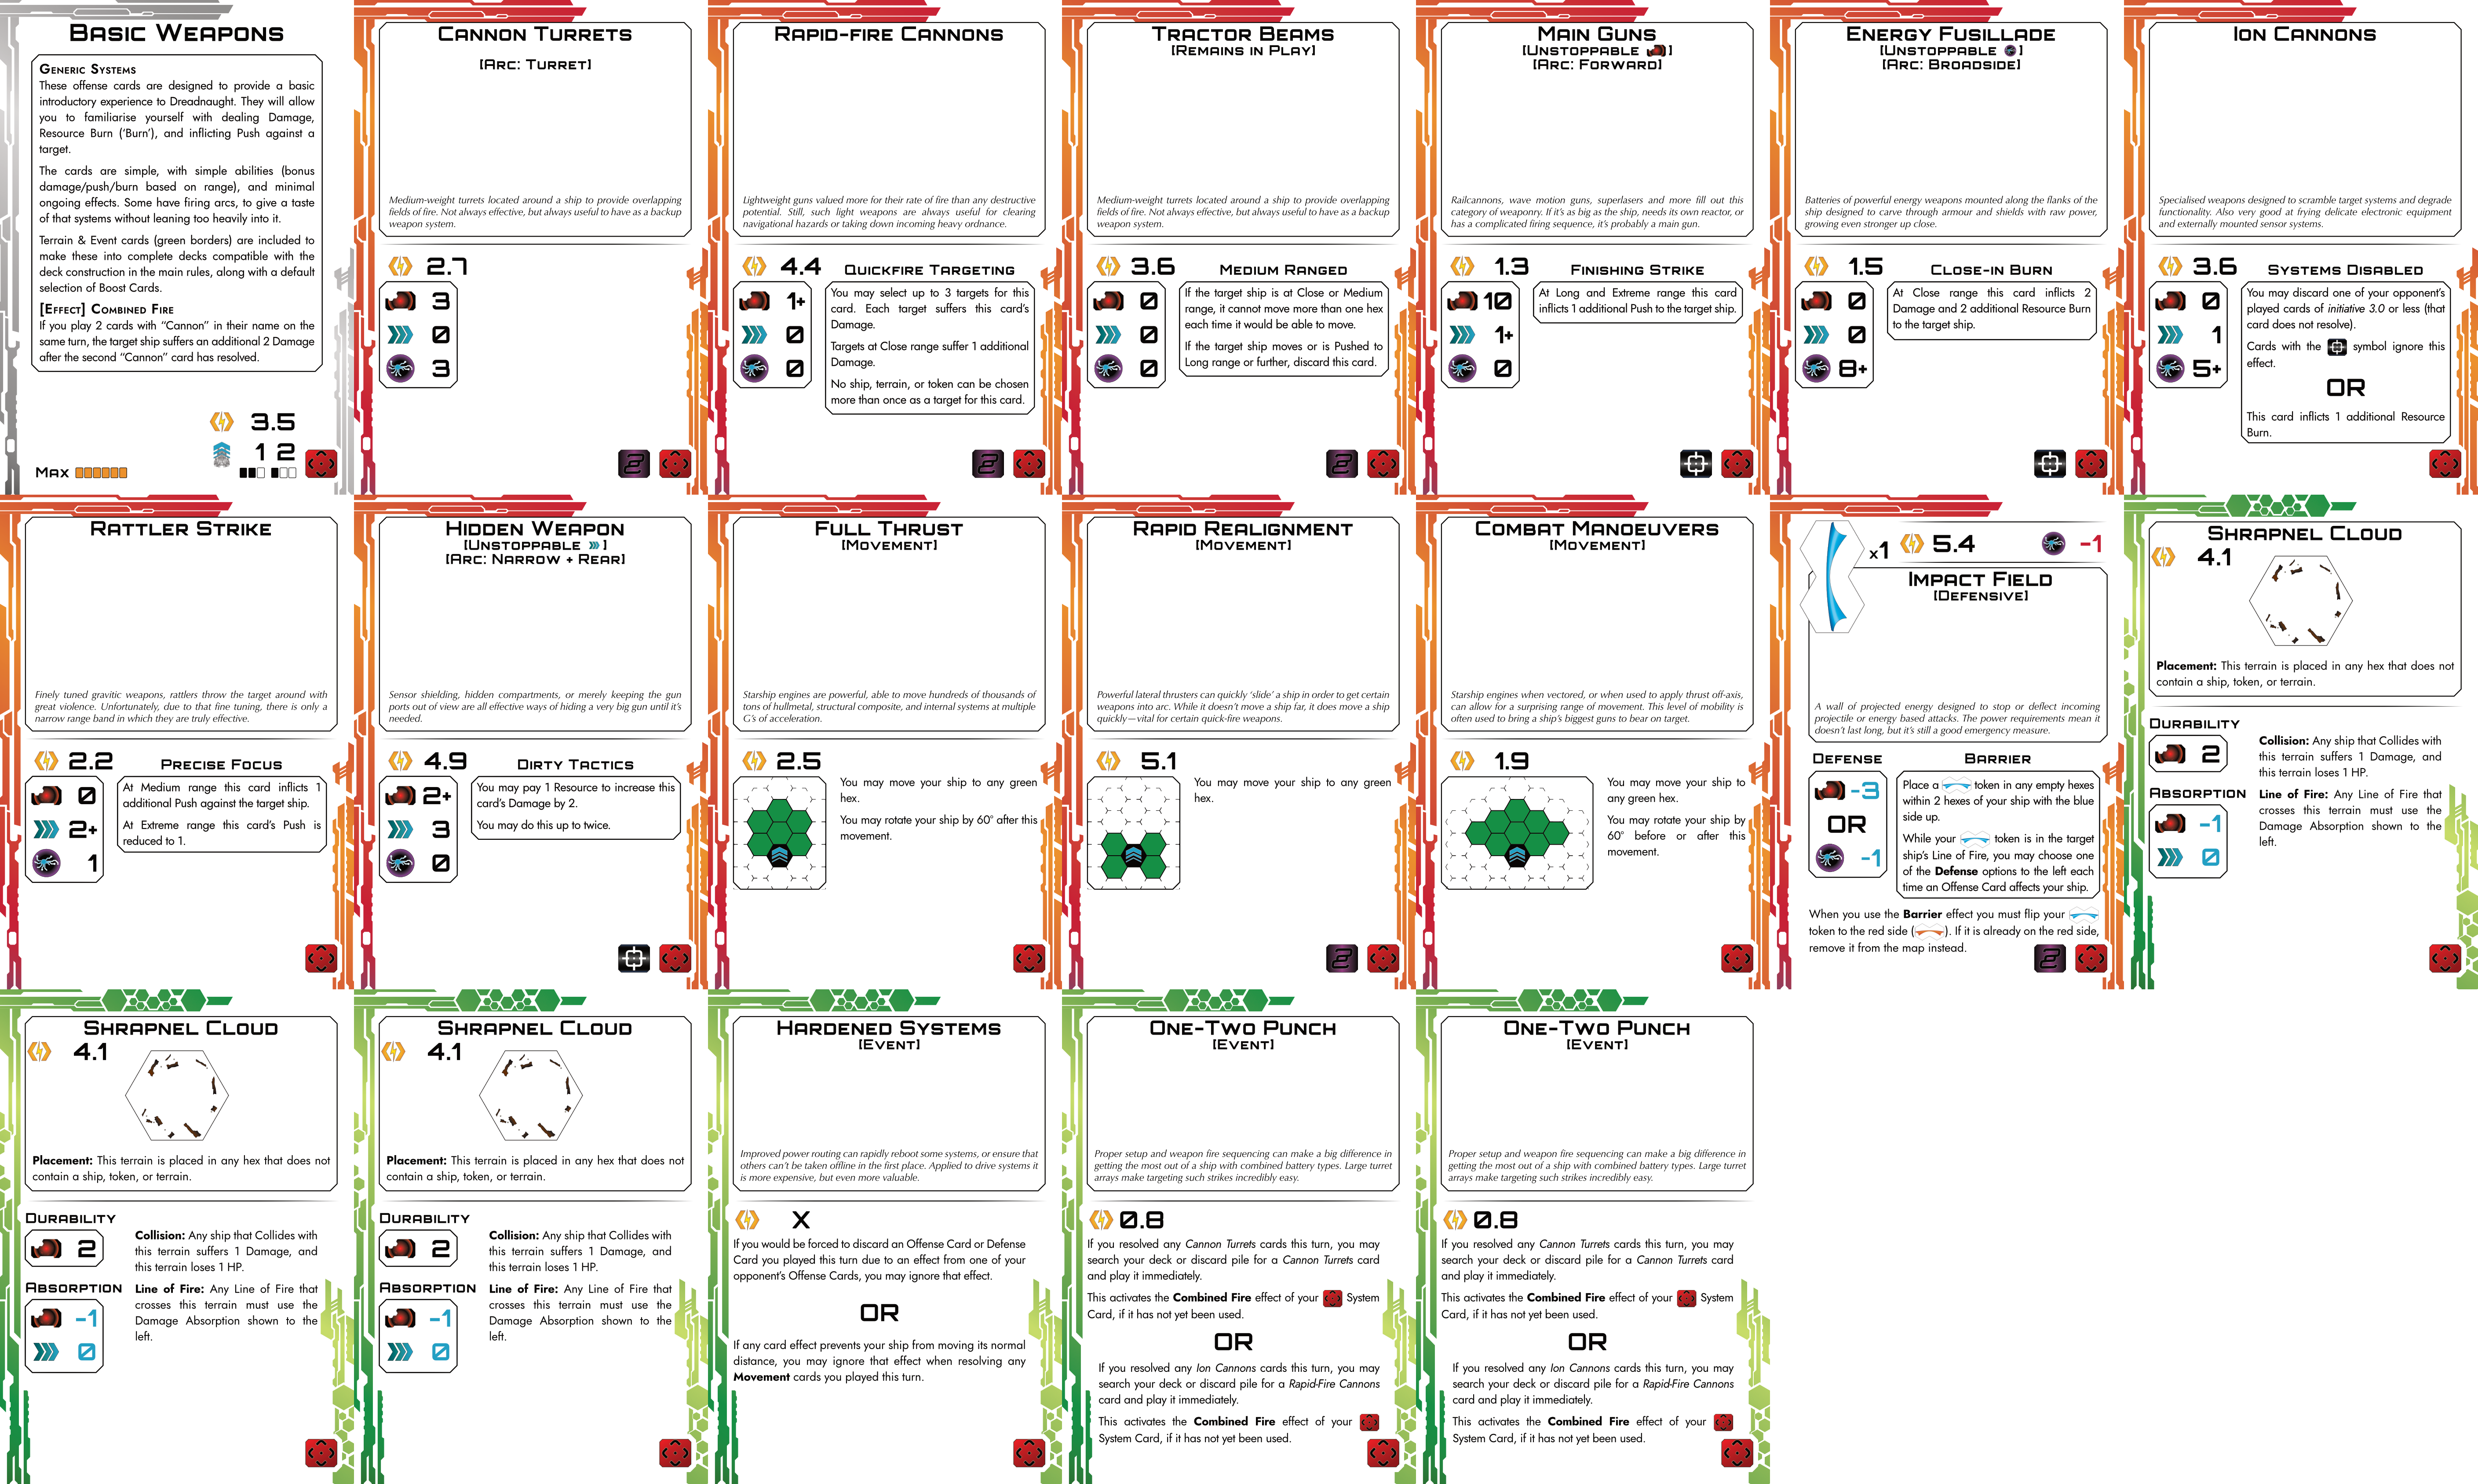 BASIC WEAPONS
GENERIC SYSTEMS
These offense cards are designed to provide a basic
introductory experience to Dreadnaught. They will allow
you to familiarise yourself with dealing Damage,
Resource Burn ('Burn'), and inflicting Push against a
target.
The cards are simple, with simple abilities (bonus
damage/push/burn based on range), and minimal
ongoing effects. Some have firing arcs, to give a taste
of that systems without leaning too heavily into it.
Terrain & Event cards (green borders) are included to
make these into complete decks compatible with the
deck construction in the main rules, along with a default
selection of Boost Cards.
[EFFECT] COMBINED FIRE
If you play 2 cards with "Cannon" in their name on the
same turn, the target ship suffers an additional 2 Damage
after the second "Cannon" card has resolved.
3.5
1 2
MAX
CANNON TURRETS
[ARC: TURRET]
Medium-weight turrets located around a ship to provide overlapping
fields of fire. Not always effective, but always useful to have as a backup
weapon system.
2.7
3
0
3
2
RAPID-FIRE CANNONS
Lightweight guns valued more for their rate of fire than any destructive
potential. Still, such light weapons are always useful for clearing
navigational hazards or taking down incoming heavy ordnance.
4.4
1+
0
0
QUICKFIRE TARGETING
You may select up to 3 targets for this
card. Each target suffers this card's
Damage.
Targets at Close range suffer 1 additional
Damage.
No ship, terrain, or token can be chosen
more than once as a target for this card.
2
TRACTOR BEAMS
[REMAINS IN PLAY]
Medium-weight turrets located around a ship to provide overlapping
fields of fire. Not always effective, but always useful to have as a backup
weapon system.
3.6
0
0
0
MEDIUM RANGED
If the target ship is at Close or Medium
range, it cannot move more than one hex
each time it would be able to move.
If the target ship moves or is Pushed to
Long range or further, discard this card.
2
MAIN GUNS
[UNSTOPPABLE ]
[ARC: FORWARD]
Railcannons, wave motion guns, superlasers and more fill out this
category of weaponry. If it's as big as the ship, needs its own reactor, or
has a complicated firing sequence, it's probably a main gun.
1.3
10
1+
0
FINISHING STRIKE
At Long and Extreme range this card
inflicts 1 additional Push to the target ship.
ENERGY FUSILLADE
[UNSTOPPABLE ]
[ARC: BROADSIDE]
Batteries of powerful energy weapons mounted along the flanks of the
ship designed to carve through armour and shields with raw power,
growing even stronger up close.
1.5
0
0
8+
CLOSE-IN BURN
At Close range this card inflicts 2
Damage and 2 additional Resource Burn
to the target ship.
ION CANNONS
Specialised weapons designed to scramble target systems and degrade
functionality. Also very good at frying delicate electronic equipment
and externally mounted sensor systems.
3.6
0
1
5+
SYSTEMS DISABLED
You may discard one of your opponent's
played cards of initiative 3.0 or less (that
card does not resolve).
Cards with the symbol ignore this
effect.
OR
This card inflicts 1 additional Resource
Burn.
RATTLER STRIKE
Finely tuned gravitic weapons, rattlers throw the target around with
great violence. Unfortunately, due to that fine tuning, there is only a
narrow range band in which they are truly effective.
2.2
0
2+
1
PRECISE FOCUS
At Medium range this card inflicts 1
additional Push against the target ship.
At Extreme range this card's Push is
reduced to 1.
HIDDEN WEAPON
[UNSTOPPABLE ]
[ARC: NARROW + REAR]
Sensor shielding, hidden compartments, or merely keeping the gun
ports out of view are all effective ways of hiding a very big gun until it's
needed.
4.9
2+
3
0
DIRTY TACTICS
You may pay 1 Resource to increase this
card's Damage by 2.
You may do this up to twice.
FULL THRUST
[MOVEMENT]
Starship engines are powerful, able to move hundreds of thousands of
tons of hullmetal, structural composite, and internal systems at multiple
G's of acceleration.
2.5
You may move your ship to any green
hex.
You may rotate your ship by 60° after this
movement.
RAPID REALIGNMENT
[MOVEMENT]
Powerful lateral thrusters can quickly 'slide' a ship in order to get certain
weapons into arc. While it doesn't move a ship far, it does move a ship
quickly—vital for certain quick-fire weapons.
5.1
You may move your ship to any green
hex.
2
COMBAT MANOEUVERS
[MOVEMENT]
Starship engines when vectored, or when used to apply thrust off-axis,
can allow for a surprising range of movement. This level of mobility is
often used to bring a ship's biggest guns to bear on target.
1.9
You may move your ship to
any green hex.
You may rotate your ship by
60° before or after this
movement.
x1 5.4 -1
IMPACT FIELD
[DEFENSIVE]
A wall of projected energy designed to stop or deflect incoming
projectile or energy based attacks. The power requirements mean it
doesn't last long, but it's still a good emergency measure.
DEFENSE
-3
OR
-1
BARRIER
Place a token in any empty hexes
within 2 hexes of your ship with the blue
side up.
While your token is in the target
ship's Line of Fire, you may choose one
of the Defense options to the left each
time an Offense Card affects your ship.
When you use the Barrier effect you must flip your
token to the red side ( ). If it is already on the red side,
remove it from the map instead.
2
SHRAPNEL CLOUD
4.1
Placement: This terrain is placed in any hex that does not
contain a ship, token, or terrain.
DURABILITY
2
ABSORPTION
-1
0
Collision: Any ship that Collides with
this terrain suffers 1 Damage, and
this terrain loses 1 HP.
Line of Fire: Any Line of Fire that
crosses this terrain must use the
Damage Absorption shown to the
left.
SHRAPNEL CLOUD
4.1
Placement: This terrain is placed in any hex that does not
contain a ship, token, or terrain.
DURABILITY
2
ABSORPTION
-1
0
Collision: Any ship that Collides with
this terrain suffers 1 Damage, and
this terrain loses 1 HP.
Line of Fire: Any Line of Fire that
crosses this terrain must use the
Damage Absorption shown to the
left.
SHRAPNEL CLOUD
4.1
Placement: This terrain is placed in any hex that does not
contain a ship, token, or terrain.
DURABILITY
2
ABSORPTION
-1
0
Collision: Any ship that Collides with
this terrain suffers 1 Damage, and
this terrain loses 1 HP.
Line of Fire: Any Line of Fire that
crosses this terrain must use the
Damage Absorption shown to the
left.
HARDENED SYSTEMS
[EVENT]
Improved power routing can rapidly reboot some systems, or ensure that
others can't be taken offline in the first place. Applied to drive systems it
is more expensive, but even more valuable.
X
If you would be forced to discard an Offense Card or Defense
Card you played this turn due to an effect from one of your
opponent's Offense Cards, you may ignore that effect.
OR
If any card effect prevents your ship from moving its normal
distance, you may ignore that effect when resolving any
Movement cards you played this turn.
ONE-TWO PUNCH
[EVENT]
Proper setup and weapon fire sequencing can make a big difference in
getting the most out of a ship with combined battery types. Large turret
arrays make targeting such strikes incredibly easy.
0.8
If you resolved any Cannon Turrets cards this turn, you may
search your deck or discard pile for a Cannon Turrets card
and play it immediately.
This activates the Combined Fire effect of your System
Card, if it has not yet been used.
OR
If you resolved any Ion Cannons cards this turn, you may
search your deck or discard pile for a Rapid-Fire Cannons
card and play it immediately.
This activates the Combined Fire effect of your
System Card, if it has not yet been used.
ONE-TWO PUNCH
[EVENT]
Proper setup and weapon fire sequencing can make a big difference in
getting the most out of a ship with combined battery types. Large turret
arrays make targeting such strikes incredibly easy.
0.8
If you resolved any Cannon Turrets cards this turn, you may
search your deck or discard pile for a Cannon Turrets card
and play it immediately.
This activates the Combined Fire effect of your System
Card, if it has not yet been used.
OR
If you resolved any Ion Cannons cards this turn, you may
search your deck or discard pile for a Rapid-Fire Cannons
card and play it immediately.
This activates the Combined Fire effect of your
System Card, if it has not yet been used.